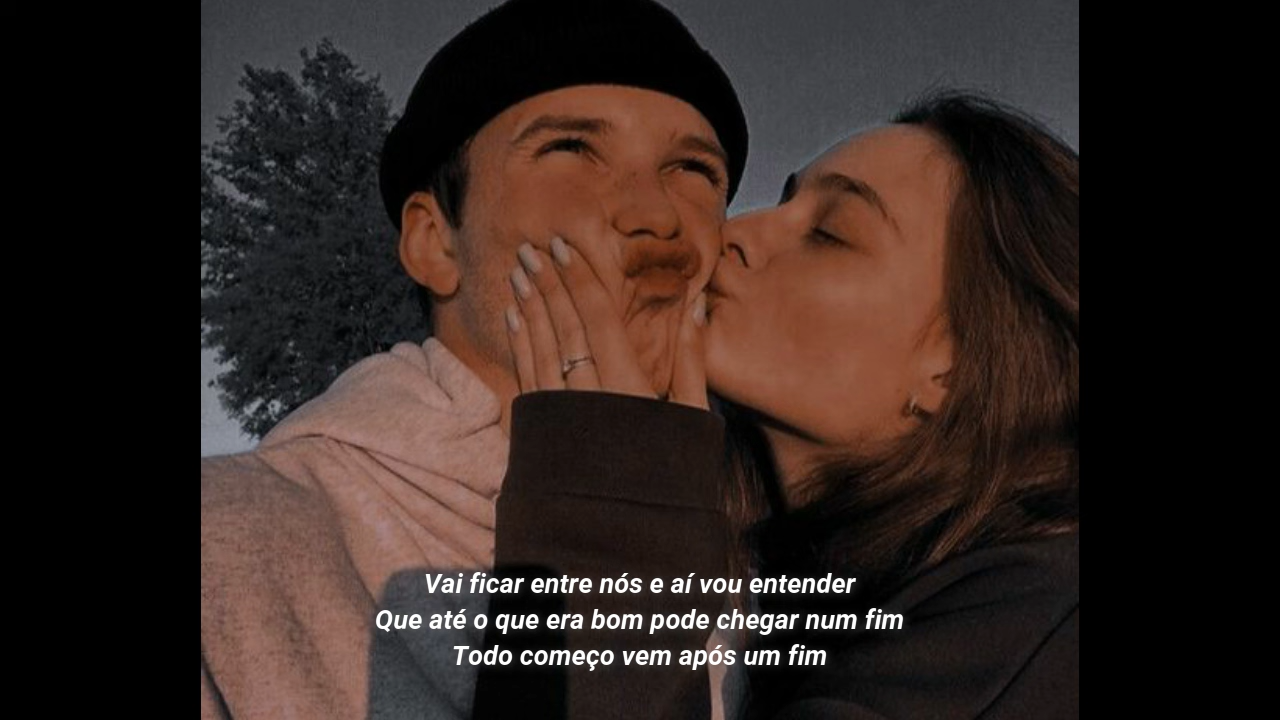 Vai ficar entre nós e aí vou entender
Que até o que era bom pode chegar num fim
Todo começo vem após um fim